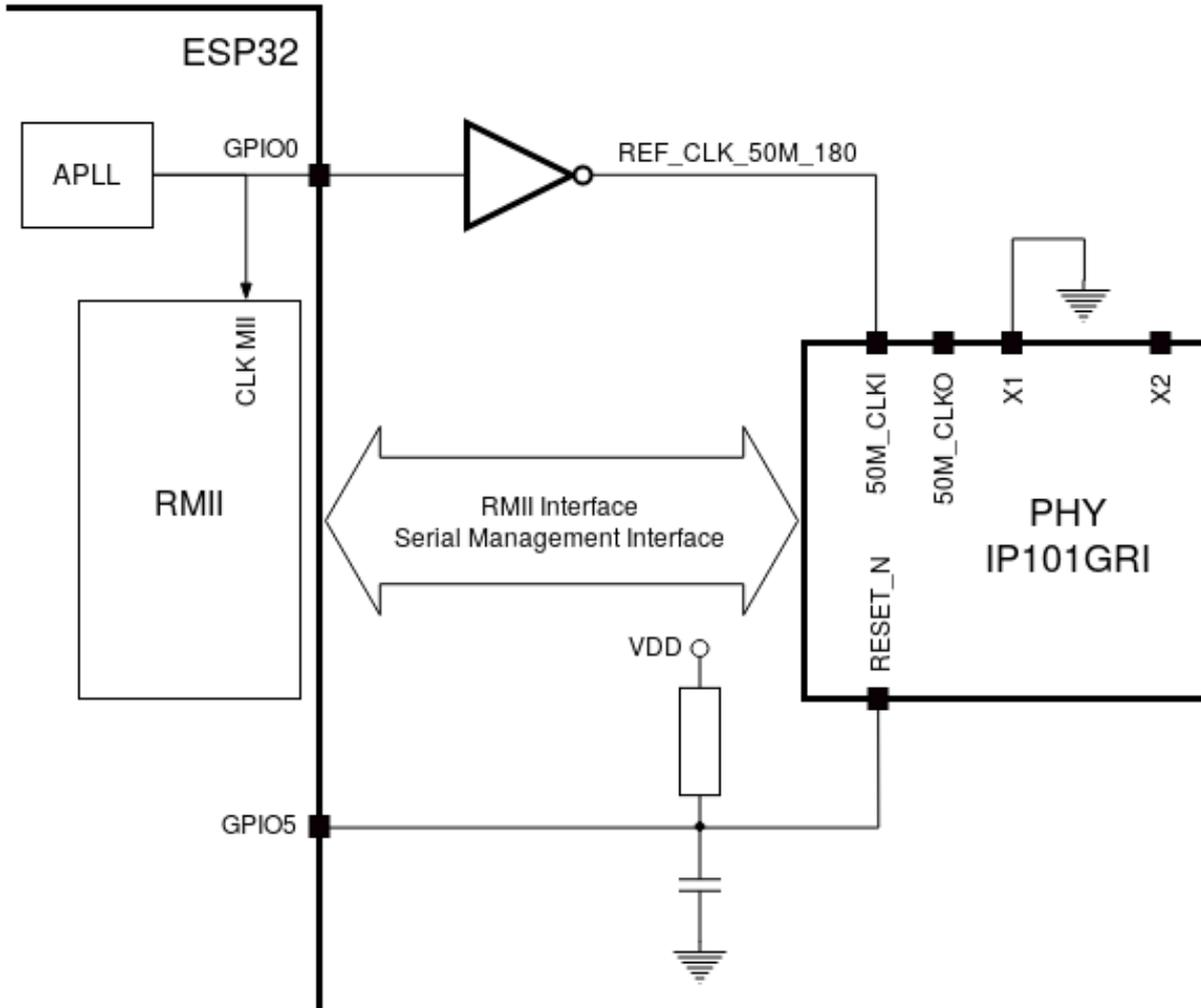 ESP32
GPIO0
APLL
REF_CLK_50M_180
CLK MII
RMII
RMII Interface
Serial Management Interface
50M_CLKI
50M_CLKO
X1
X2
PHY
IP101GRI
RESET_N
VDD
GPIO5